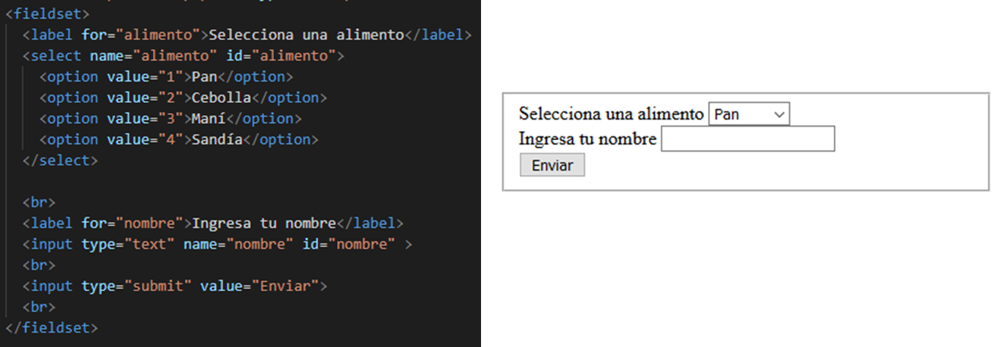 <fieldset>
<label for="alimento">Selecciona una alimento</label>
<select name="alimento" id="alimento">
<option value="1">Pan</option>
<option value="2">Cebolla</option>
<option value="3">Maní</option>
<option value="4">Sandía</option>
</select>
<br>
<label for="nombre">Ingresa tu nombre</label>
<input type="text" name="nombre" id="nombre" >
<br>
<input type="submit" value="Enviar">
<br>
</fieldset>
Selecciona una alimento Pan
Ingresa tu nombre
Enviar